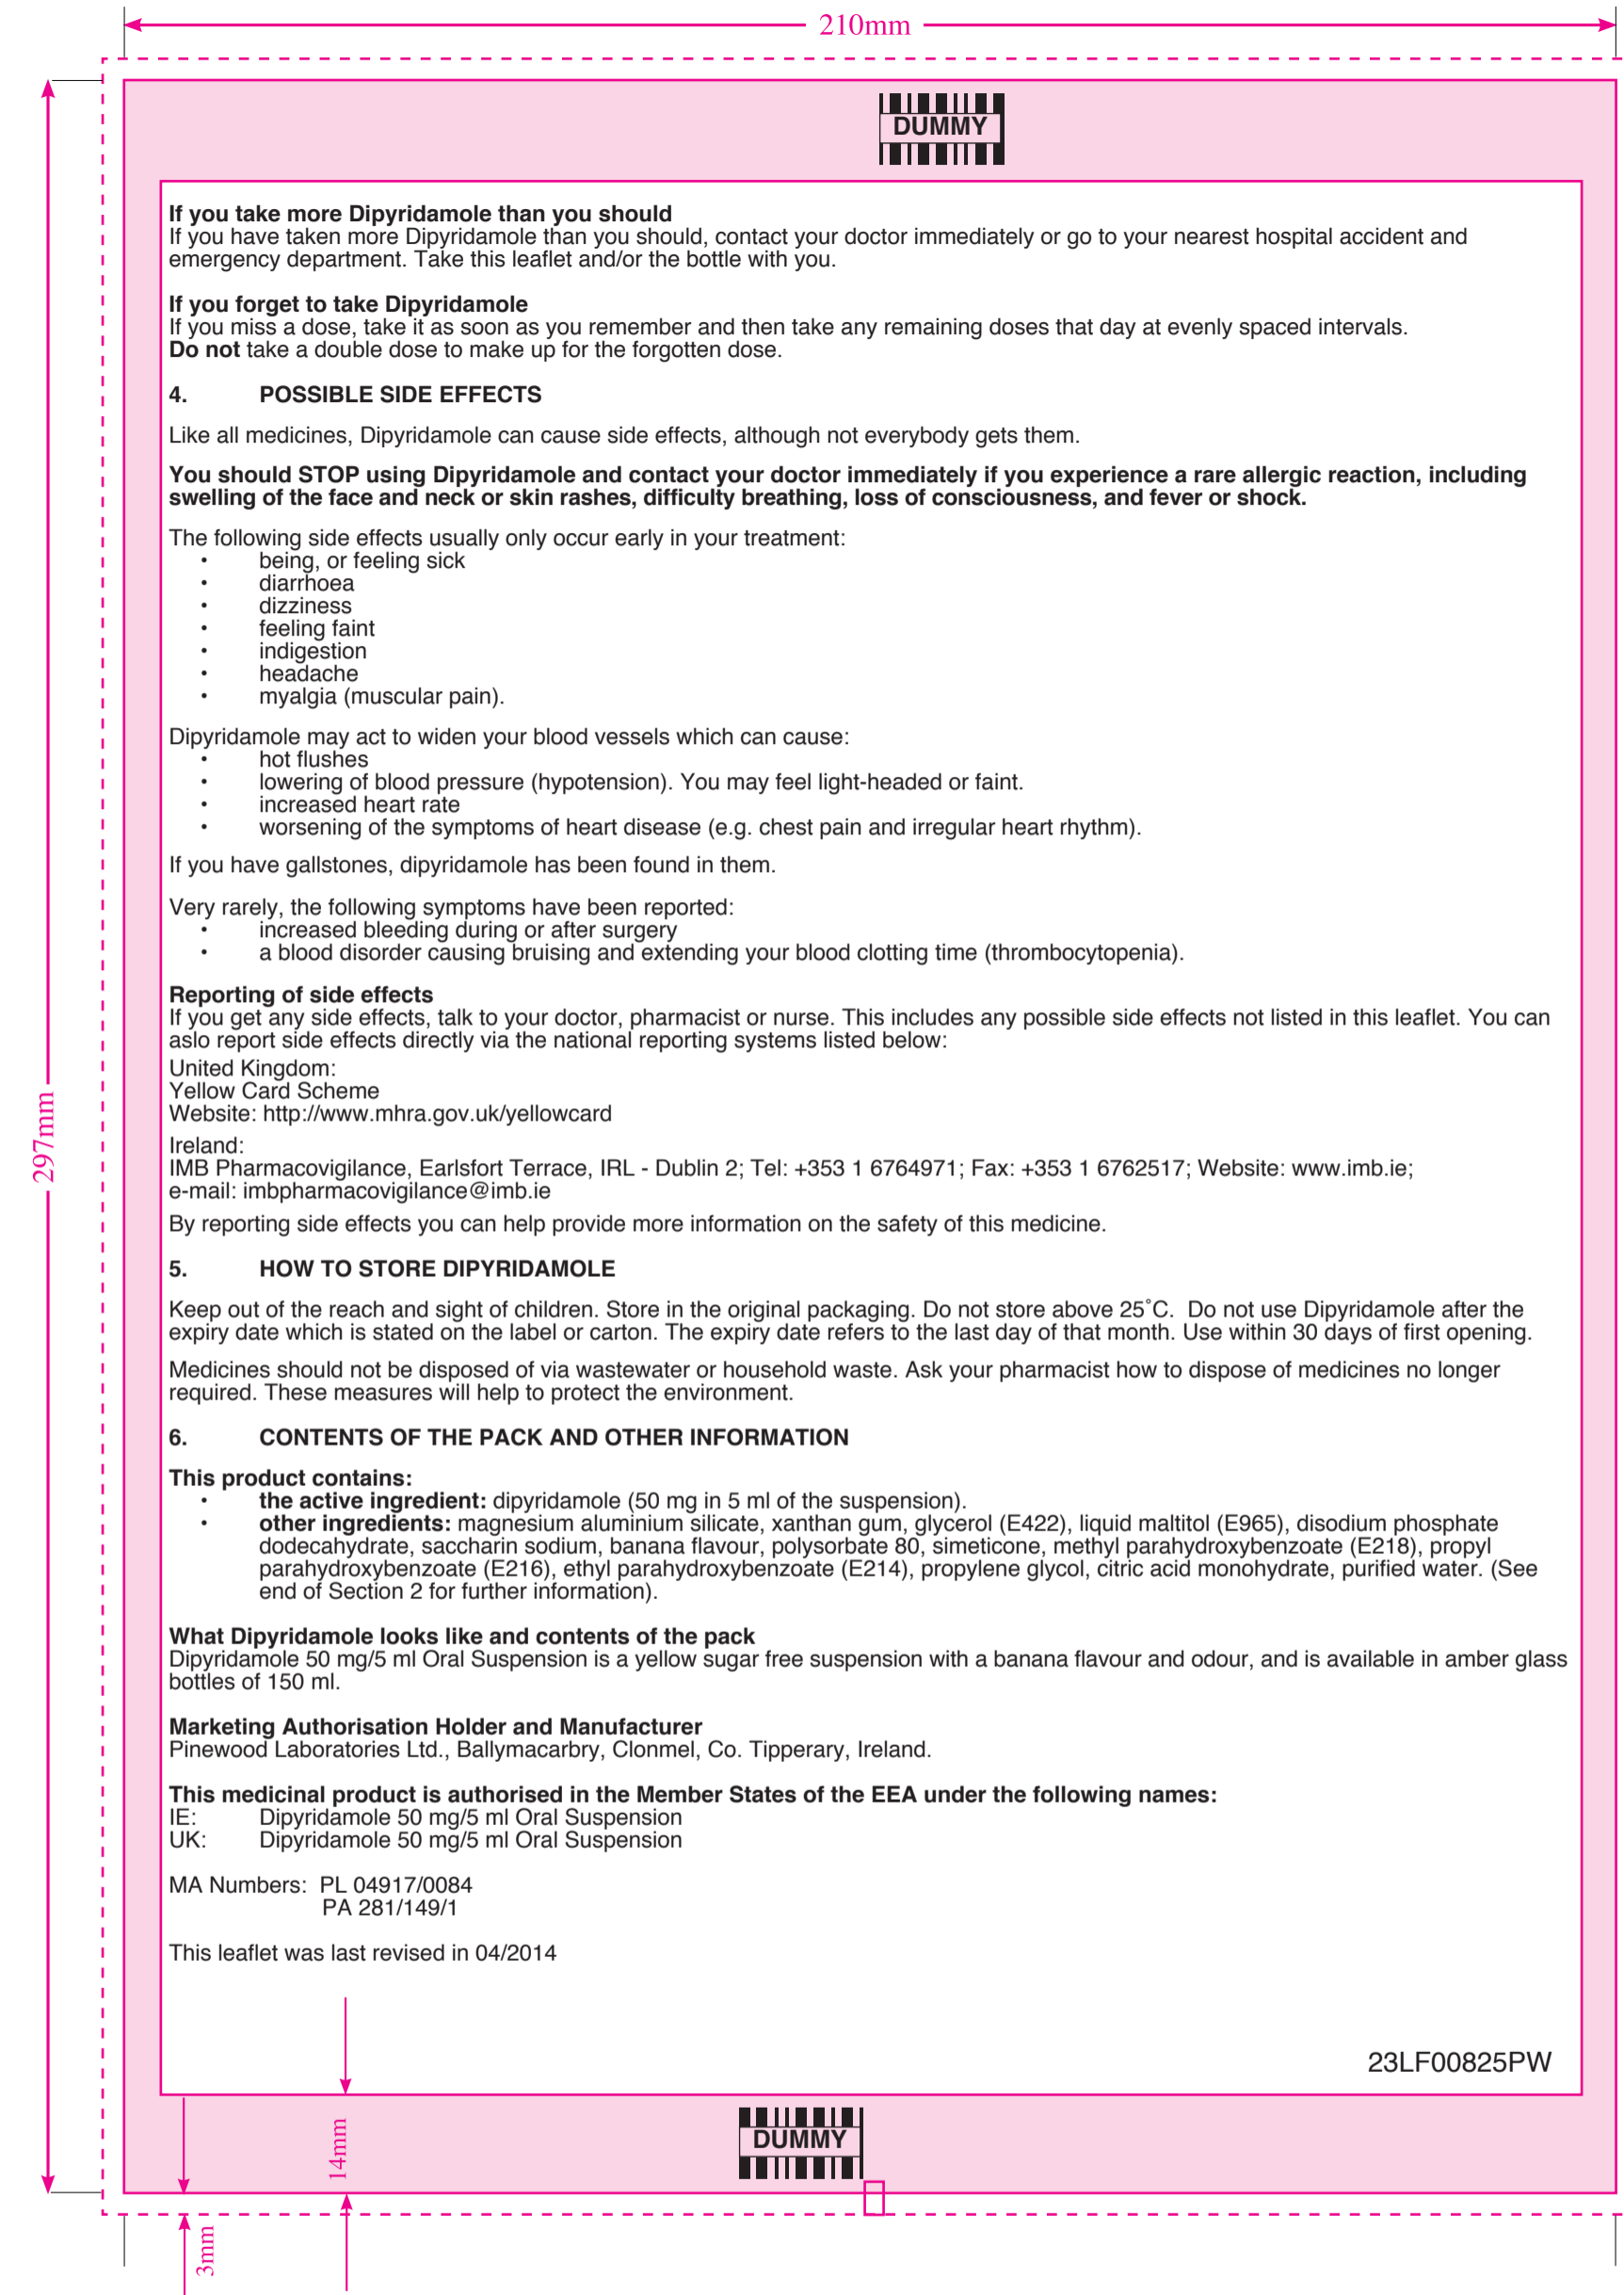 210mm
DUMMY
If you take more Dipyridamole than you should
If you have taken more Dipyridamole than you should, contact your doctor immediately or go to your nearest hospital accident and
emergency department. Take this leaflet and/or the bottle with you.
If you forget to take Dipyridamole
If you miss a dose, take it as soon as you remember and then take any remaining doses that day at evenly spaced intervals.
Do not take a double dose to make up for the forgotten dose.
4. POSSIBLE SIDE EFFECTS
Like all medicines, Dipyridamole can cause side effects, although not everybody gets them.
You should STOP using Dipyridamole and contact your doctor immediately if you experience a rare allergic reaction, including
swelling of the face and neck or skin rashes, difficulty breathing, loss of consciousness, and fever or shock.
The following side effects usually only occur early in your treatment:
• being, or feeling sick
• diarrhoea
• dizziness
• feeling faint
• indigestion
• headache
• myalgia (muscular pain).
Dipyridamole may act to widen your blood vessels which can cause:
• hot flushes
• lowering of blood pressure (hypotension). You may feel light-headed or faint.
• increased heart rate
• worsening of the symptoms of heart disease (e.g. chest pain and irregular heart rhythm).
If you have gallstones, dipyridamole has been found in them.
Very rarely, the following symptoms have been reported:
• increased bleeding during or after surgery
• a blood disorder causing bruising and extending your blood clotting time (thrombocytopenia).
Reporting of side effects
If you get any side effects, talk to your doctor, pharmacist or nurse. This includes any possible side effects not listed in this leaflet. You can
aslo report side effects directly via the national reporting systems listed below:
United Kingdom:
Yellow Card Scheme
Website: http://www.mhra.gov.uk/yellowcard
Ireland:
IMB Pharmacovigilance, Earlsfort Terrace, IRL - Dublin 2; Tel: +353 1 6764971; Fax: +353 1 6762517; Website: www.imb.ie;
e-mail: imbpharmacovigilance@imb.ie
By reporting side effects you can help provide more information on the safety of this medicine.
5. HOW TO STORE DIPYRIDAMOLE
Keep out of the reach and sight of children. Store in the original packaging. Do not store above 25˚C. Do not use Dipyridamole after the
expiry date which is stated on the label or carton. The expiry date refers to the last day of that month. Use within 30 days of first opening.
Medicines should not be disposed of via wastewater or household waste. Ask your pharmacist how to dispose of medicines no longer
required. These measures will help to protect the environment.
6. CONTENTS OF THE PACK AND OTHER INFORMATION
This product contains:
• the active ingredient: dipyridamole (50 mg in 5 ml of the suspension).
• other ingredients: magnesium aluminium silicate, xanthan gum, glycerol (E422), liquid maltitol (E965), disodium phosphate
dodecahydrate, saccharin sodium, banana flavour, polysorbate 80, simeticone, methyl parahydroxybenzoate (E218), propyl
parahydroxybenzoate (E216), ethyl parahydroxybenzoate (E214), propylene glycol, citric acid monohydrate, purified water. (See
end of Section 2 for further information).
What Dipyridamole looks like and contents of the pack
Dipyridamole 50 mg/5 ml Oral Suspension is a yellow sugar free suspension with a banana flavour and odour, and is available in amber glass
bottles of 150 ml.
Marketing Authorisation Holder and Manufacturer
Pinewood Laboratories Ltd., Ballymacarbry, Clonmel, Co. Tipperary, Ireland.
This medicinal product is authorised in the Member States of the EEA under the following names:
IE: Dipyridamole 50 mg/5 ml Oral Suspension
UK: Dipyridamole 50 mg/5 ml Oral Suspension
MA Numbers: PL 04917/0084
PA 281/149/1
This leaflet was last revised in 04/2014
23LF00825PW
297mm
DUMMY
14mm
3mm